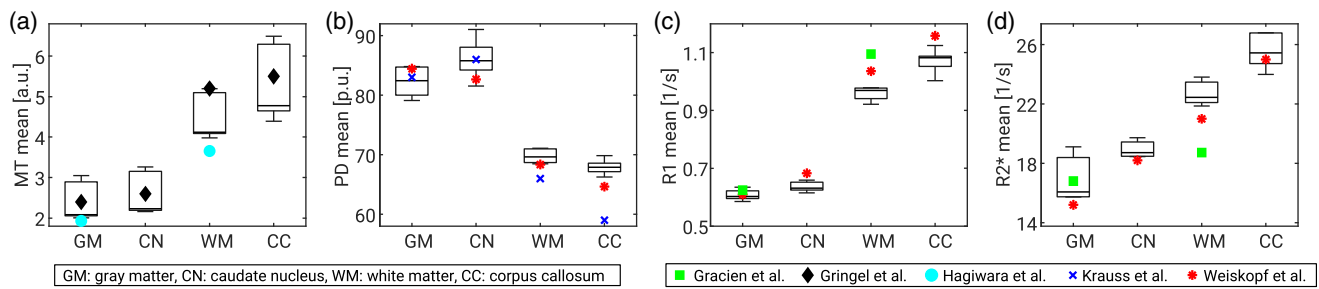 (a)
MT mean [a.u.]
6
5
4
3
2
GM CN WM CC
(b)
PD mean [p.u.]
90
80
70
60
GM CN WM CC
(c)
R1 mean [1/s]
1.1
0.9
0.7
0.5
GM CN WM CC
(d)
R2* mean [1/s]
26
22
18
14
GM CN WM CC
GM: gray matter, CN: caudate nucleus, WM: white matter, CC: corpus callosum
Gracien et al. Gringel et al. Hagiwara et al. Krauss et al. Weiskopf et al.